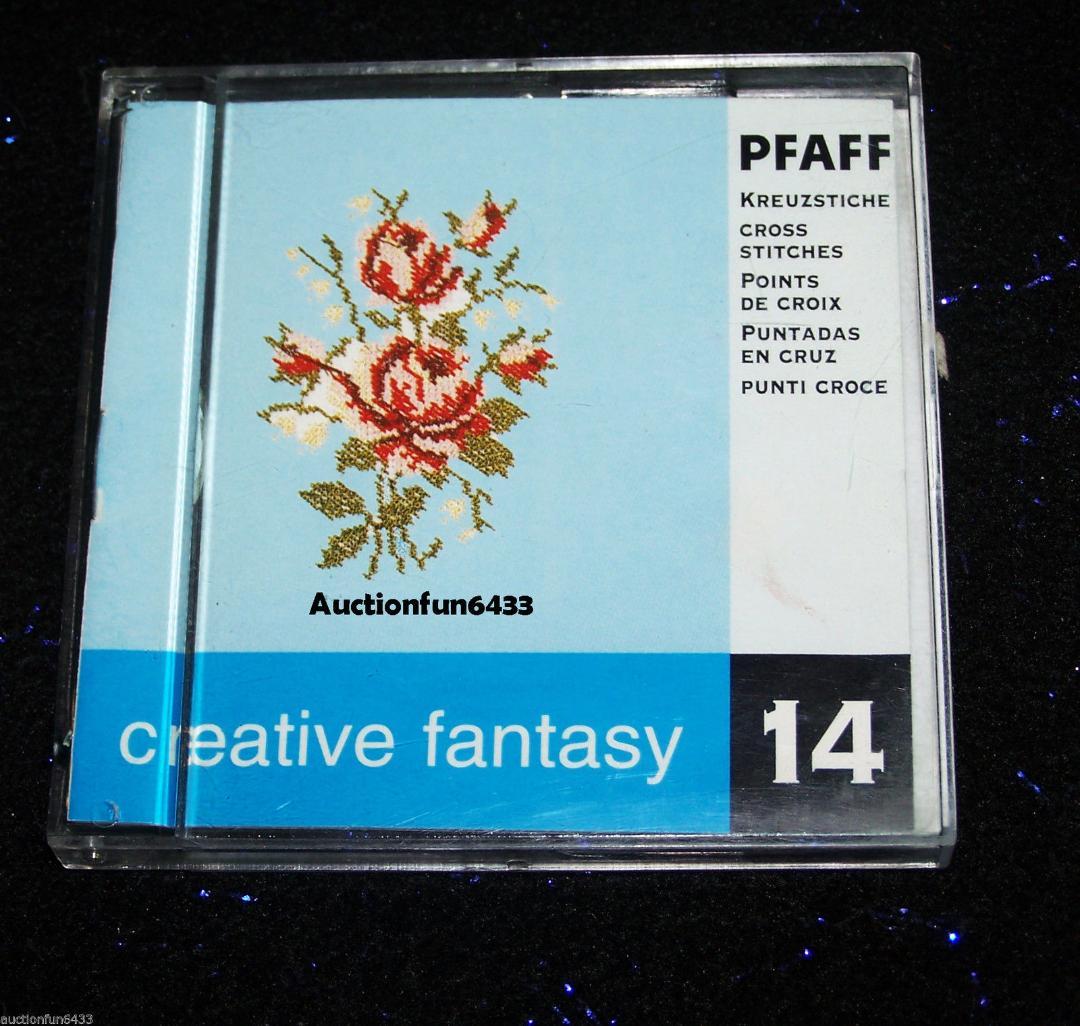 PFAFF
KREUZSTICHE
CROSS
STITCHES
POINTS
DE CROIX
PUNTADAS
EN CRUZ
PUNTI CROCE
Auctionfun6433
creative fantasy
14
auctionfun6433